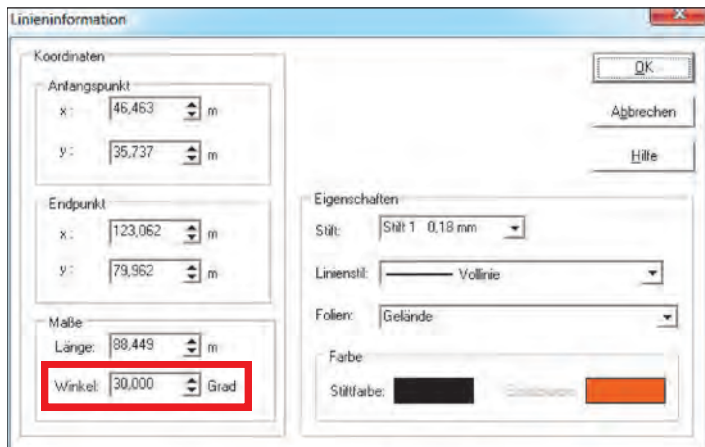 Linieninformation
Koordinaten
Anfangspunkt
x: 46,463 m
y: 35,737 m
Endpunkt
x: 123,062 m
y: 79,962 m
Maße
Länge: 88,449 m
Winkel: 30,000 Grad
OK
Abbrechen
Hilfe
Eigenschaften
Stift: Stift 1 0,18 mm
Linienstil: Vollinie
Folien: Gelände
Farbe
Stiftfarbe: